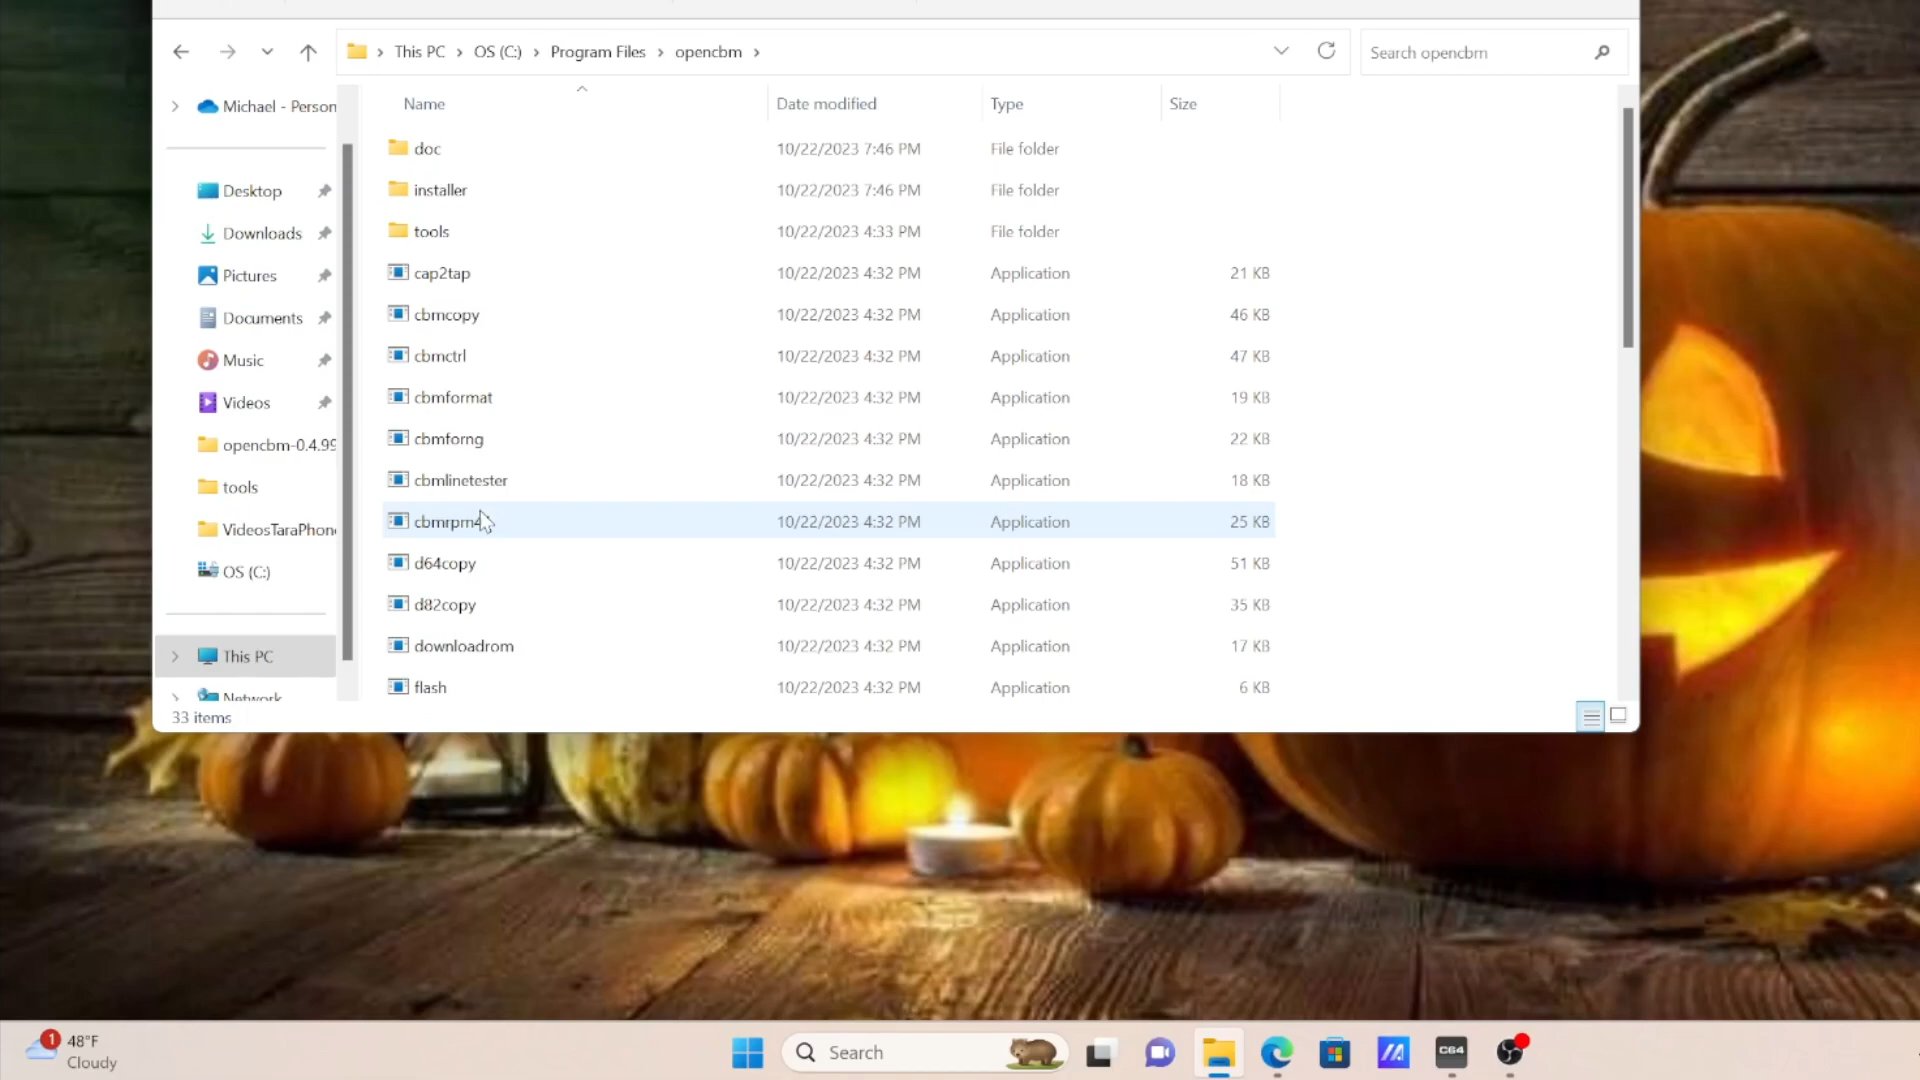 This PC
OS (C:)
Program Files
opencbm
Search opencbm
Michael - Person
Desktop
Downloads
Pictures
Documents
Music
Videos
opencbm-0.4.99
tools
VideosTaraPhone
OS (C:)
This PC
Network
Name Date modified Type Size
doc 10/22/2023 7:46 PM File folder
installer 10/22/2023 7:46 PM File folder
tools 10/22/2023 4:33 PM File folder
cap2tap 10/22/2023 4:32 PM Application 21 KB
cbmcopy 10/22/2023 4:32 PM Application 46 KB
cbmctrl 10/22/2023 4:32 PM Application 47 KB
cbmformat 10/22/2023 4:32 PM Application 19 KB
cbmforng 10/22/2023 4:32 PM Application 22 KB
cbmlinetester 10/22/2023 4:32 PM Application 18 KB
10/22/2023 4:32 PM Application 25 KB
d64copy 10/22/2023 4:32 PM Application 51 KB
d82copy 10/22/2023 4:32 PM Application 35 KB
downloadrom 10/22/2023 4:32 PM Application 17 KB
flash 10/22/2023 4:32 PM Application 6 KB
33 items
1
48°F
Cloudy
Search
C64